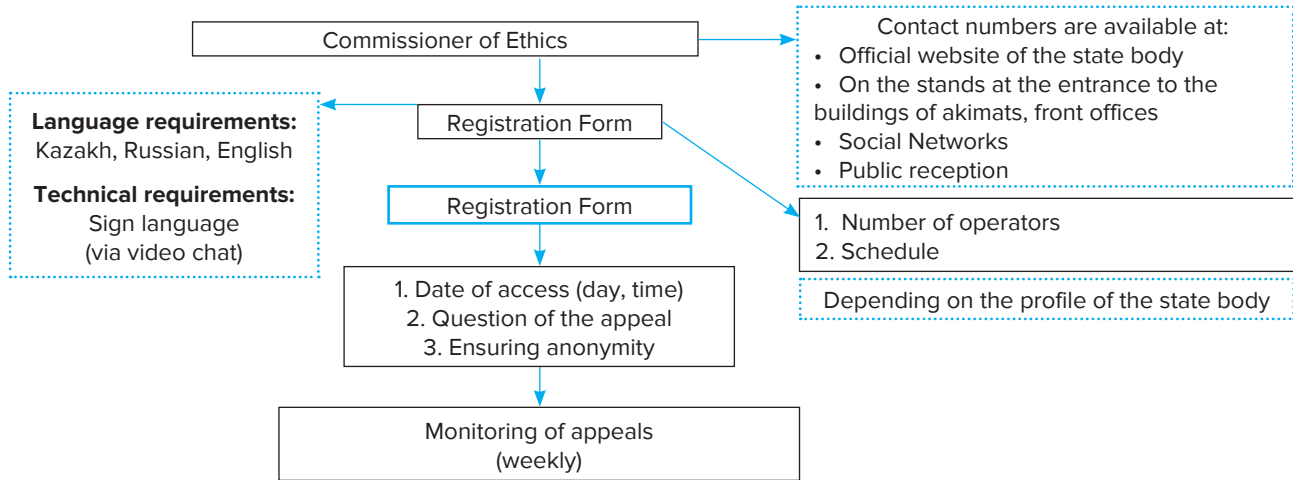 Commissioner of Ethics
Contact numbers are available at:
• Official website of the state body
• On the stands at the entrance to the
buildings of akimats, front offices
• Social Networks
• Public reception
Language requirements:
Kazakh, Russian, English
Technical requirements:
Sign language
(via video chat)
Registration Form
Registration Form
1. Number of operators
2. Schedule
Depending on the profile of the state body
1. Date of access (day, time)
2. Question of the appeal
3. Ensuring anonymity
Monitoring of appeals
(weekly)